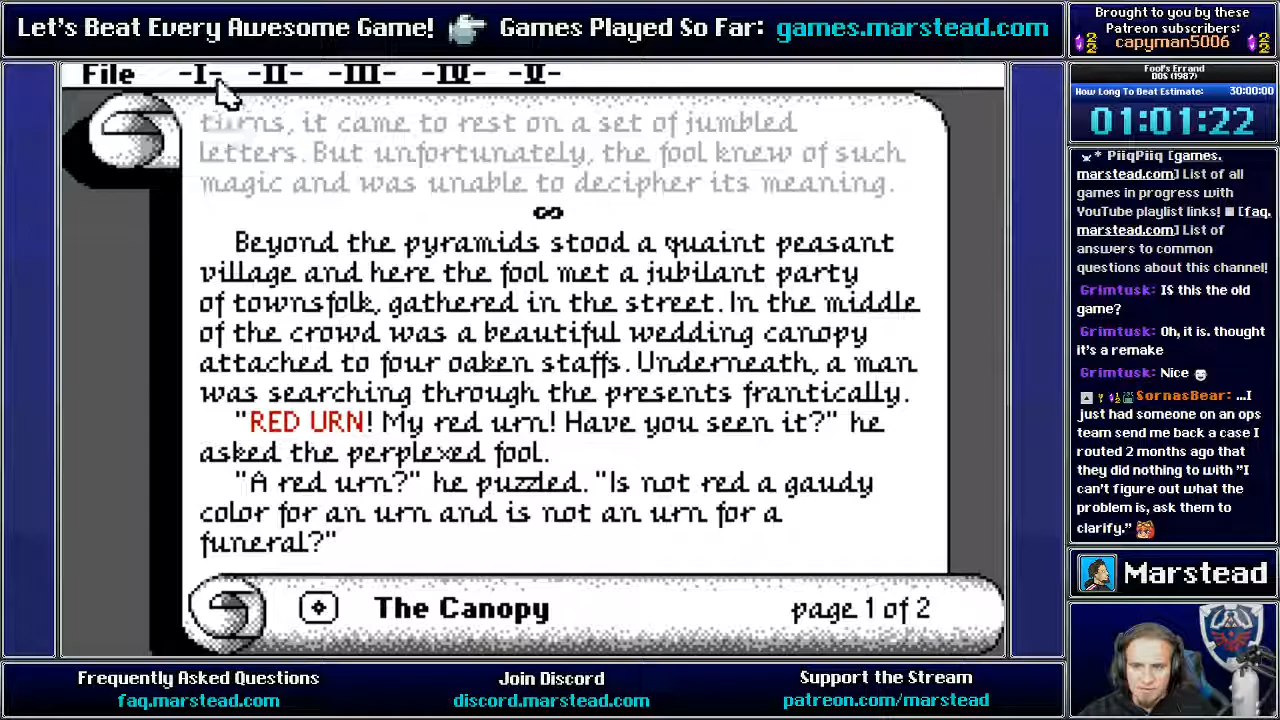 Let's Beat Every Awesome Game! Games Played So Far: games.marstead.com
Brought to you by these
Patreon subscribers:
capyman5006
File -I- -II- -III- -IV- -V-
turns, it came to rest on a set of jumbled
letters. But unfortunately, the fool knew of such
magic and was unable to decipher its meaning.
∞
Beyond the pyramids stood a quaint peasant
village and here the fool met a jubilant party
of townsfolk, gathered in the street. In the middle
of the crowd was a beautiful wedding canopy
attached to four oaken staffs. Underneath, a man
was searching through the presents frantically.
"RED URN! My red urn! Have you seen it?" he
asked the perplexed fool.
"A red urn?" he puzzled. "Is not red a gaudy
color for an urn and is not an urn for a
funeral?"
The Canopy page 1 of 2
Fool's Errand
DOS (1987)
How Long To Beat Estimate: 30:00:00
01:01:22
* PiiqPiiq [games.
marstead.com] List of all
games in progress with
YouTube playlist links! ■ [faq.
marstead.com] List of
answers to common
questions about this channel!
Grimtusk: IS this the old
game?
Grimtusk: Oh, it is. thought
it's a remake
Grimtusk: Nice
SornasBear: ...I
just had someone on an ops
team send me back a case I
routed 2 months ago that
they did nothing to with "I
can't figure out what the
problem is, ask them to
clarify."
Marstead
Frequently Asked Questions
faq.marstead.com
Join Discord
discord.marstead.com
Support the Stream
patreon.com/marstead